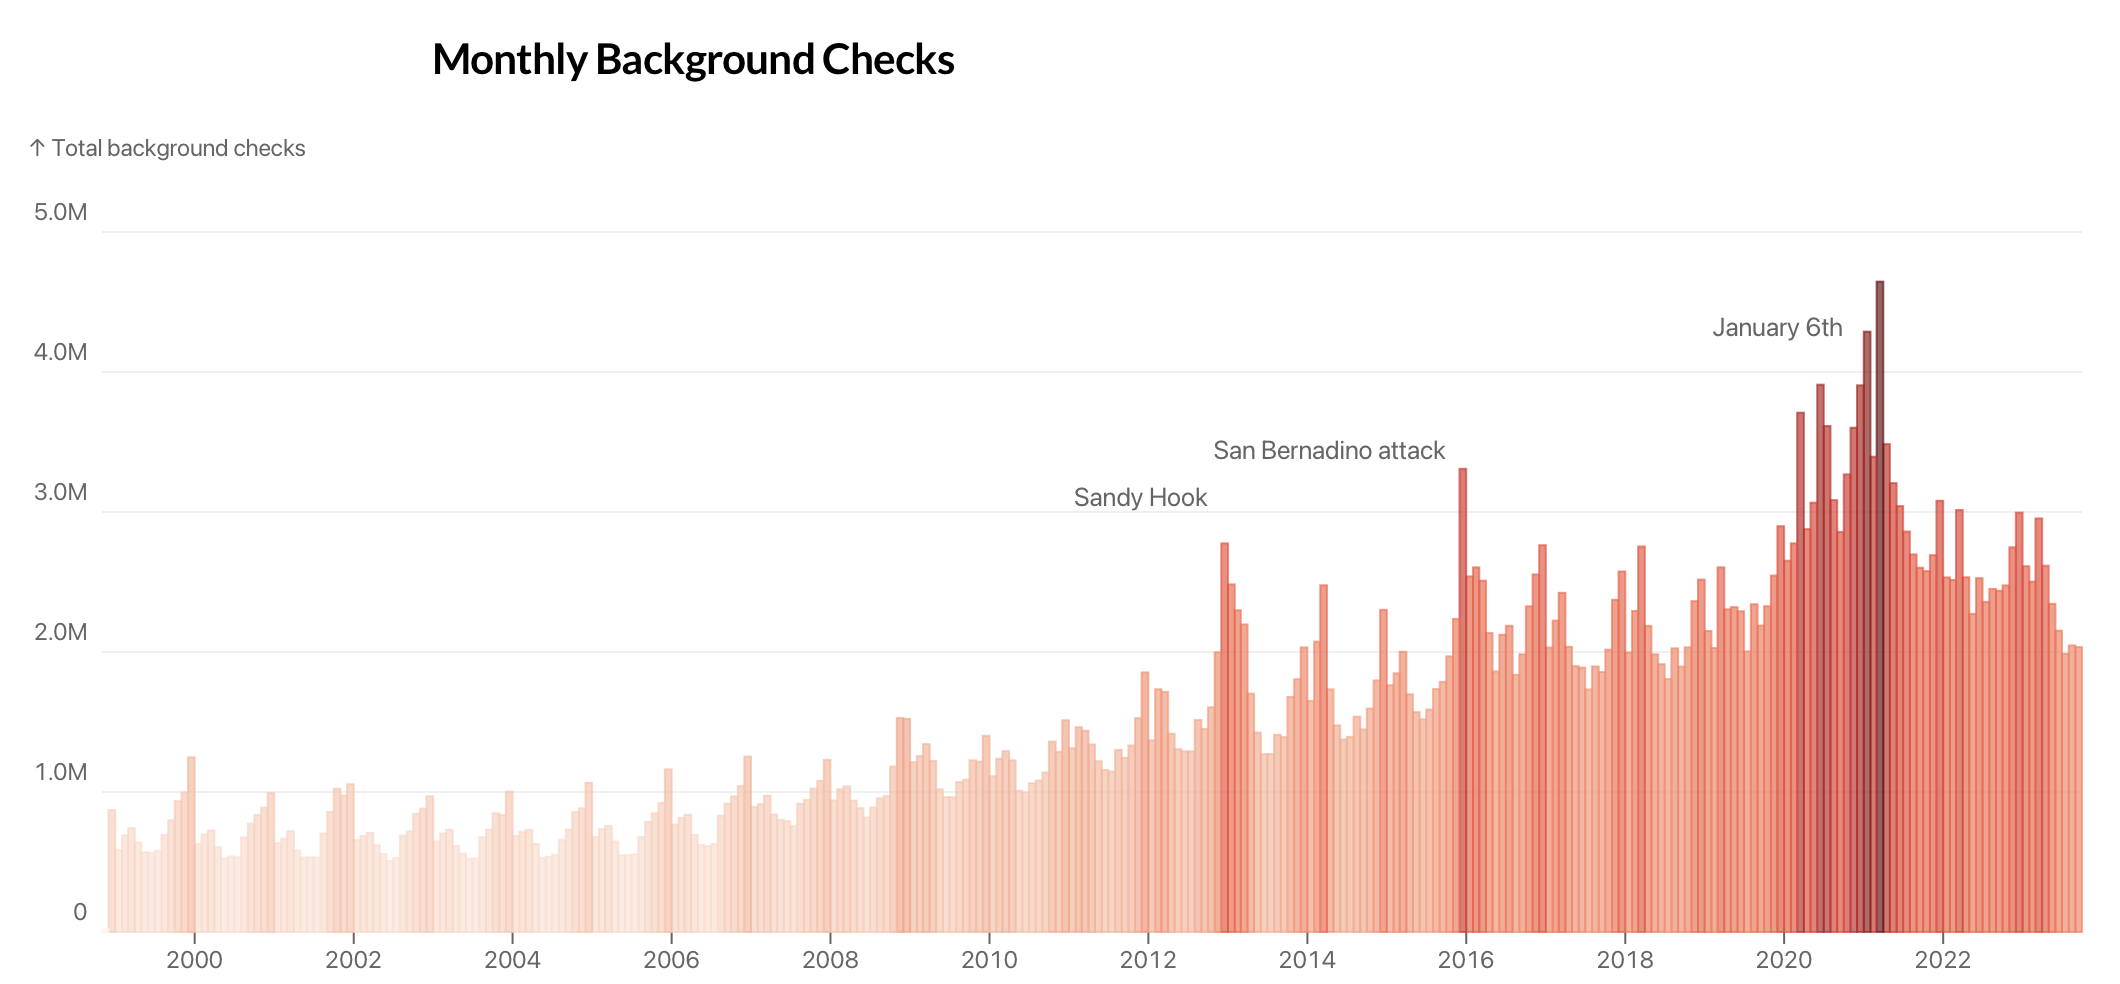 Monthly Background Checks
↑ Total background checks
5.0M
4.0M
January 6th
San Bernadino attack
3.0M
Sandy Hook
2.0M
1.0M
0
2000 2002 2004 2006 2008 2010 2012 2014 2016 2018 2020 2022